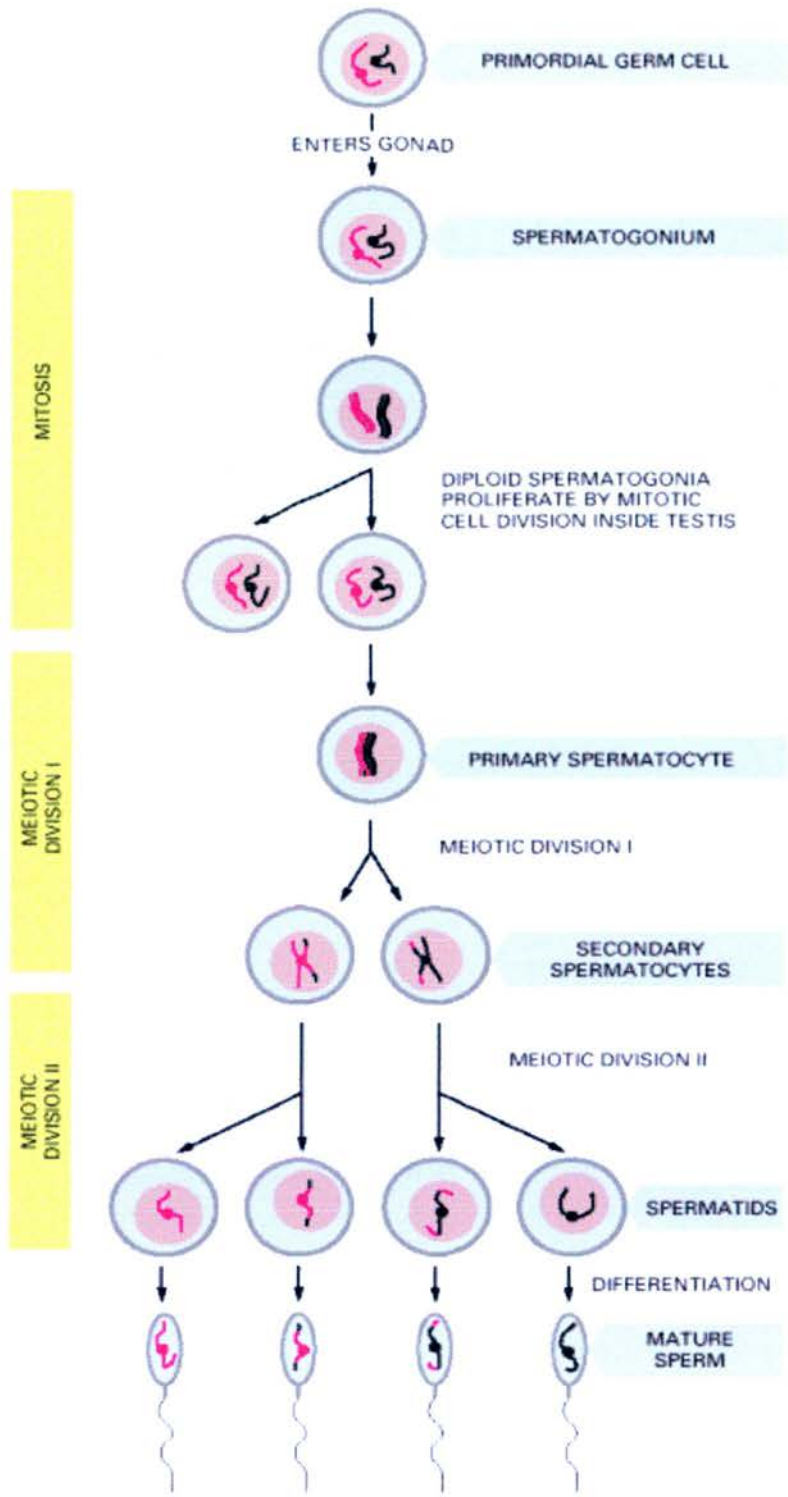 PRIMORDIAL GERM CELL
ENTERS GONAD
SPERMATOGONIUM
MITOSIS
DIPLOID SPERMATOGONIA
PROLIFERATE BY MITOTIC
CELL DIVISION INSIDE TESTIS
MEIOTIC
DIVISION I
PRIMARY SPERMATOCYTE
MEIOTIC DIVISION I
SECONDARY
SPERMATOCYTES
MEIOTIC
DIVISION II
MEIOTIC DIVISION II
SPERMATIDS
DIFFERENTIATION
MATURE
SPERM